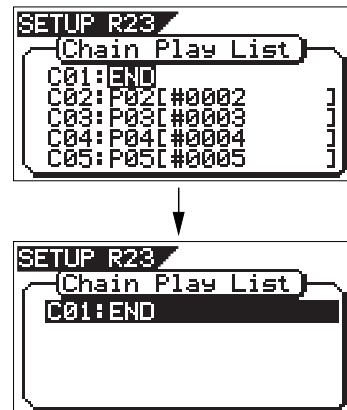 SETUP R23
Chain Play List
C01:END
C02:P02[#0002 ]
C03:P03[#0003 ]
C04:P04[#0004 ]
C05:P05[#0005 ]
SETUP R23
Chain Play List
C01:END